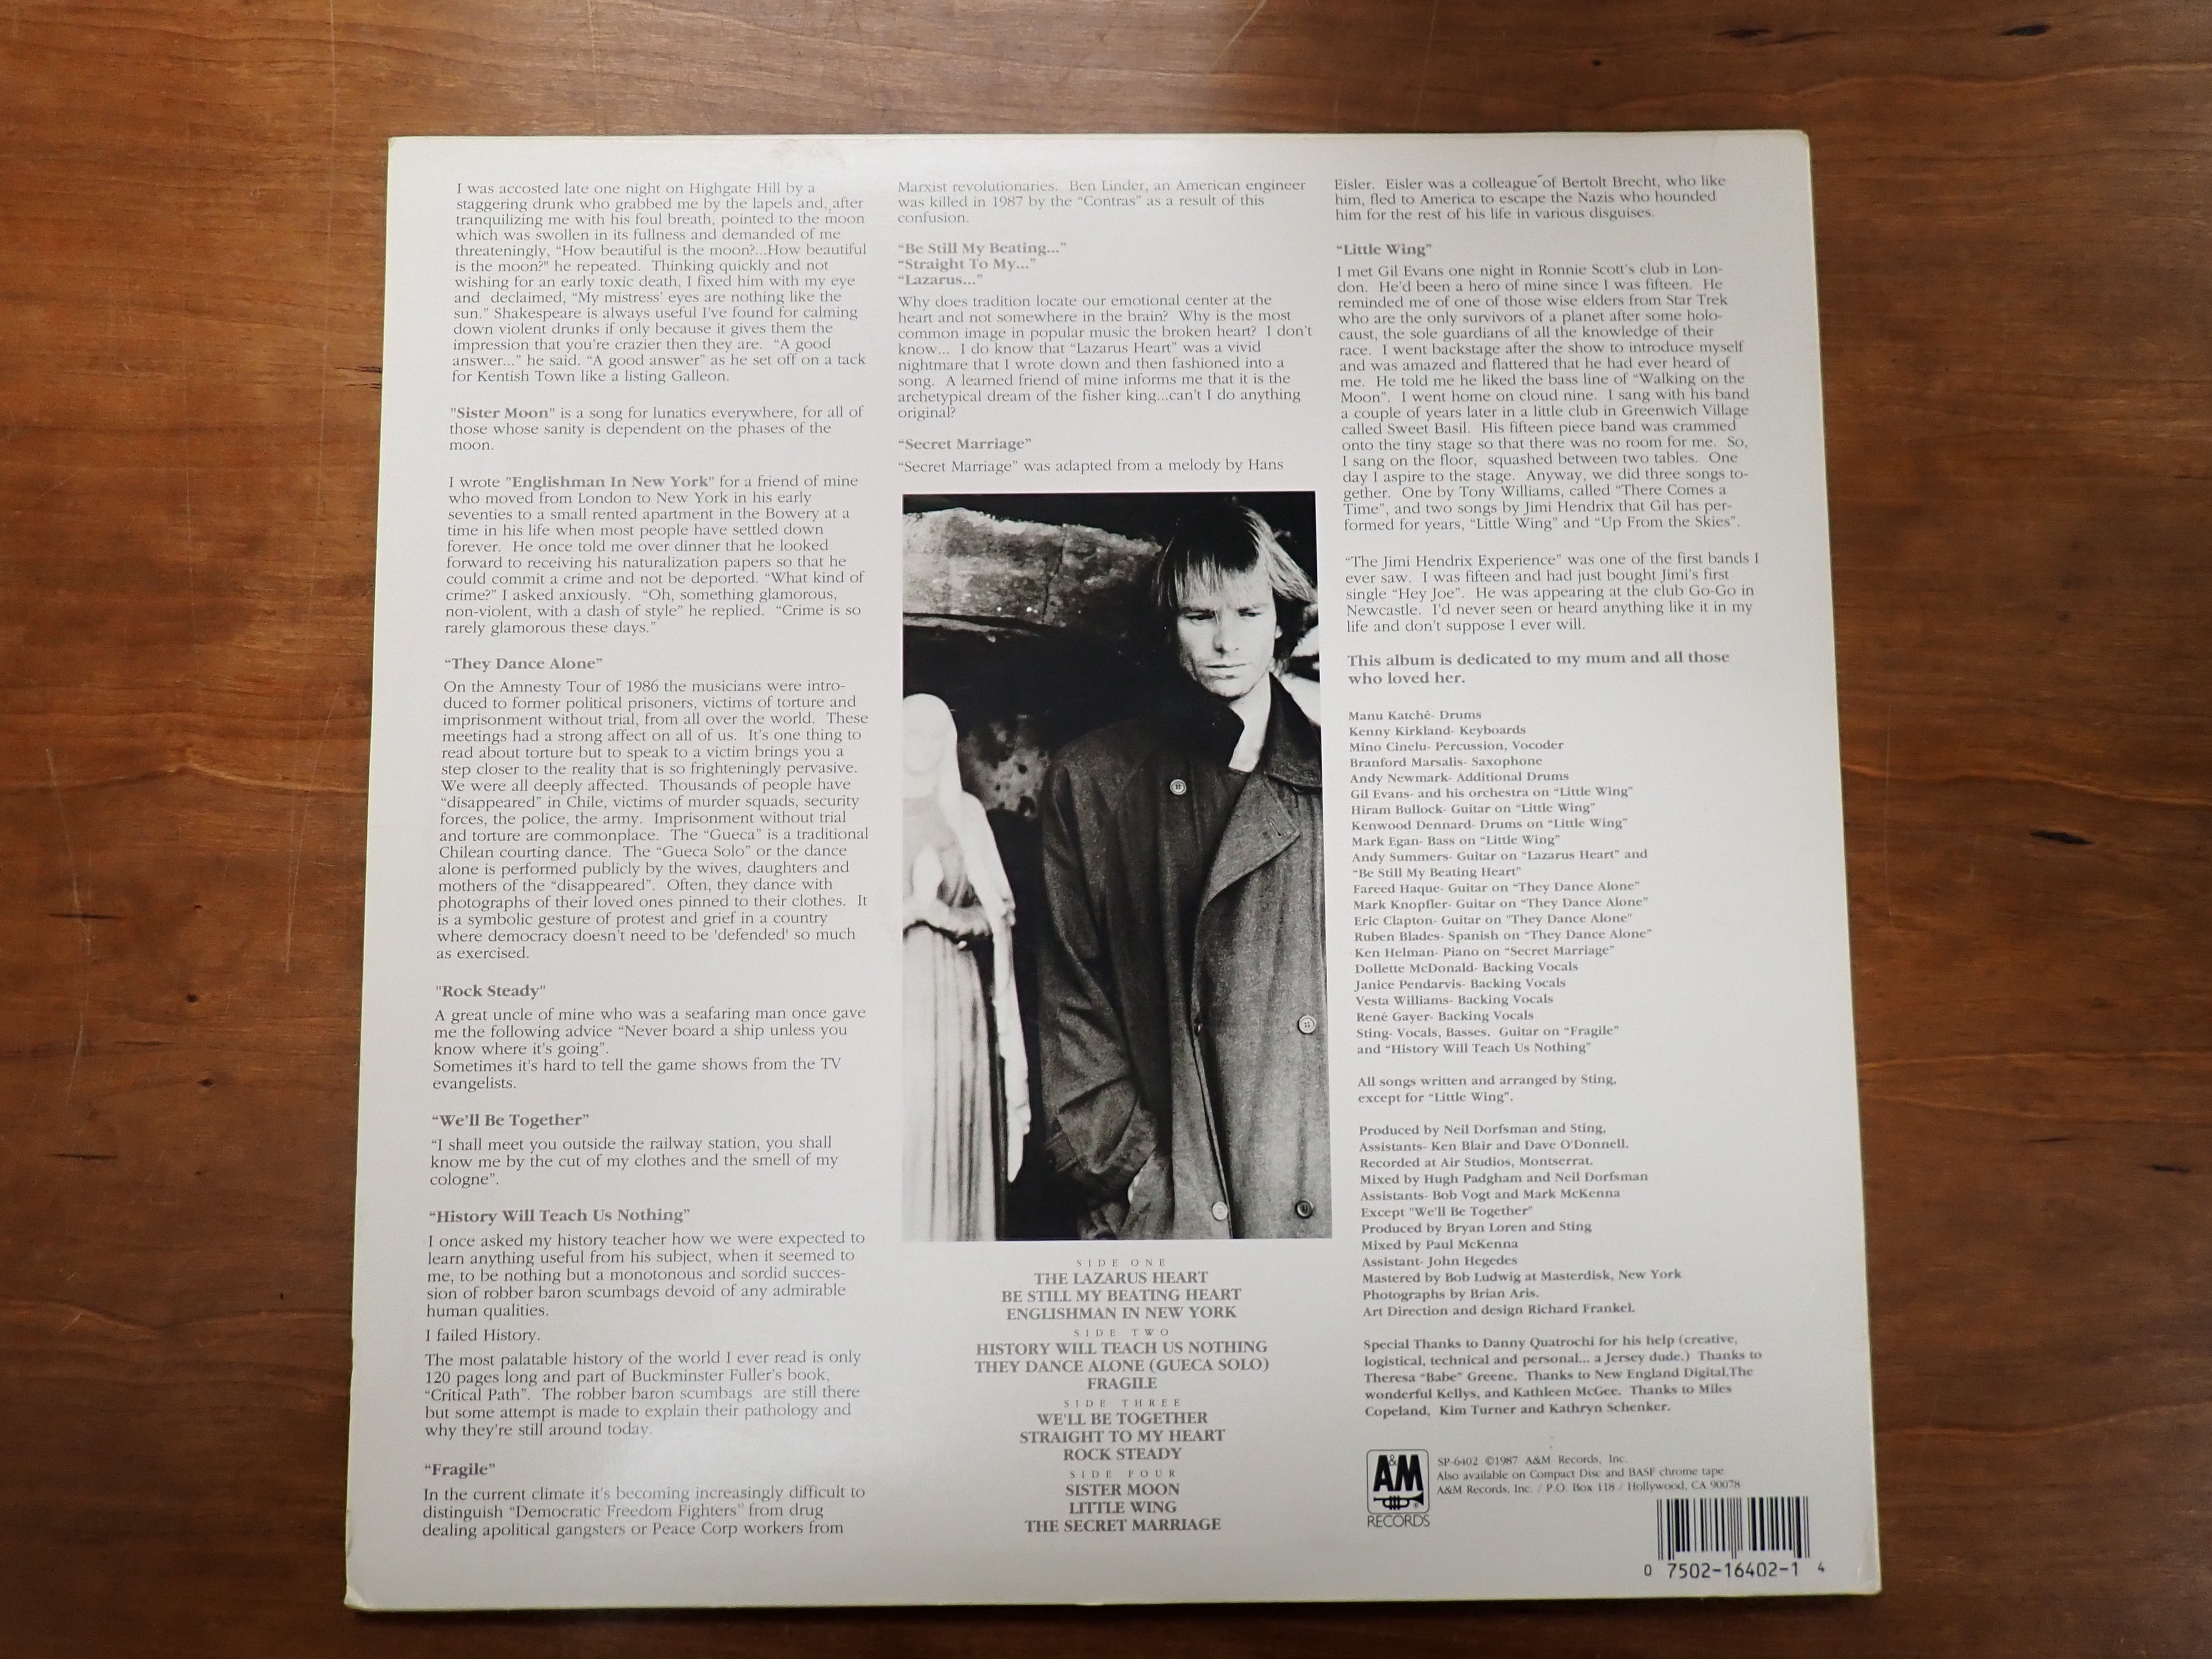 I was accosted late one night on Highgate Hill by a
staggering drunk who grabbed me by the lapels and, after
tranquilizing me with his foul breath, pointed to the moon
which was swollen in its fullness and demanded of me
threateningly, “How beautiful is the moon?...How beautiful
is the moon?" he repeated. Thinking quickly and not
wishing for an early toxic death, I fixed him with my eye
and declaimed, “My mistress’ eyes are nothing like the
sun.” Shakespeare is always useful I've found for calming
down violent drunks if only because it gives them the
impression that you're crazier then they are. “A good
answer...” he said. “A good answer” as he set off on a tack
for Kentish Town like a listing Galleon.
"Sister Moon" is a song for lunatics everywhere, for all of
those whose sanity is dependent on the phases of the
moon.
I wrote "Englishman In New York" for a friend of mine
who moved from London to New York in his early
seventies to a small rented apartment in the Bowery at a
time in his life when most people have settled down
forever. He once told me over dinner that he looked
forward to receiving his naturalization papers so that he
could commit a crime and not be deported. “What kind of
crime?” I asked anxiously. “Oh, something glamorous,
non-violent, with a dash of style” he replied. “Crime is so
rarely glamorous these days.”
“They Dance Alone”
On the Amnesty Tour of 1986 the musicians were intro-
duced to former political prisoners, victims of torture and
imprisonment without trial, from all over the world. These
meetings had a strong affect on all of us. It's one thing to
read about torture but to speak to a victim brings you a
step closer to the reality that is so frighteningly pervasive.
We were all deeply affected. Thousands of people have
“disappeared” in Chile, victims of murder squads, security
forces, the police, the army. Imprisonment without trial
and torture are commonplace. The “Gueca” is a traditional
Chilean courting dance. The “Gueca Solo” or the dance
alone is performed publicly by the wives, daughters and
mothers of the “disappeared”. Often, they dance with
photographs of their loved ones pinned to their clothes. It
is a symbolic gesture of protest and grief in a country
where democracy doesn't need to be 'defended' so much
as exercised.
"Rock Steady"
A great uncle of mine who was a seafaring man once gave
me the following advice “Never board a ship unless you
know where it's going”.
Sometimes it's hard to tell the game shows from the TV
evangelists.
“We'll Be Together”
“I shall meet you outside the railway station, you shall
know me by the cut of my clothes and the smell of my
cologne”.
“History Will Teach Us Nothing”
I once asked my history teacher how we were expected to
learn anything useful from his subject, when it seemed to
me, to be nothing but a monotonous and sordid succes-
sion of robber baron scumbags devoid of any admirable
human qualities.
I failed History.
The most palatable history of the world I ever read is only
120 pages long and part of Buckminster Fuller's book,
“Critical Path”. The robber baron scumbags are still there
but some attempt is made to explain their pathology and
why they're still around today.
“Fragile”
In the current climate it's becoming increasingly difficult to
distinguish “Democratic Freedom Fighters” from drug
dealing apolitical gangsters or Peace Corp workers from
Marxist revolutionaries. Ben Linder, an American engineer
was killed in 1987 by the “Contras” as a result of this
confusion.
“Be Still My Beating...”
“Straight To My...”
“Lazarus...”
Why does tradition locate our emotional center at the
heart and not somewhere in the brain? Why is the most
common image in popular music the broken heart? I don't
know... I do know that “Lazarus Heart” was a vivid
nightmare that I wrote down and then fashioned into a
song. A learned friend of mine informs me that it is the
archetypical dream of the fisher king...can't I do anything
original?
“Secret Marriage”
“Secret Marriage” was adapted from a melody by Hans
SIDE ONE
THE LAZARUS HEART
BE STILL MY BEATING HEART
ENGLISHMAN IN NEW YORK
SIDE TWO
HISTORY WILL TEACH US NOTHING
THEY DANCE ALONE (GUECA SOLO)
FRAGILE
SIDE THREE
WE'LL BE TOGETHER
STRAIGHT TO MY HEART
ROCK STEADY
SIDE FOUR
SISTER MOON
LITTLE WING
THE SECRET MARRIAGE
Eisler. Eisler was a colleague of Bertolt Brecht, who like
him, fled to America to escape the Nazis who hounded
him for the rest of his life in various disguises.
“Little Wing”
I met Gil Evans one night in Ronnie Scott's club in Lon-
don. He'd been a hero of mine since I was fifteen. He
reminded me of one of those wise elders from Star Trek
who are the only survivors of a planet after some holo-
caust, the sole guardians of all the knowledge of their
race. I went backstage after the show to introduce myself
and was amazed and flattered that he had ever heard of
me. He told me he liked the bass line of “Walking on the
Moon”. I went home on cloud nine. I sang with his band
a couple of years later in a little club in Greenwich Village
called Sweet Basil. His fifteen piece band was crammed
onto the tiny stage so that there was no room for me. So,
I sang on the floor, squashed between two tables. One
day I aspire to the stage. Anyway, we did three songs to-
gether. One by Tony Williams, called “There Comes a
Time”, and two songs by Jimi Hendrix that Gil has per-
formed for years, “Little Wing” and “Up From the Skies”.
“The Jimi Hendrix Experience” was one of the first bands I
ever saw. I was fifteen and had just bought Jimi's first
single “Hey Joe”. He was appearing at the club Go-Go in
Newcastle. I'd never seen or heard anything like it in my
life and don't suppose I ever will.
This album is dedicated to my mum and all those
who loved her.
Manu Katché- Drums
Kenny Kirkland- Keyboards
Mino Cinelu- Percussion, Vocoder
Branford Marsalis- Saxophone
Andy Newmark- Additional Drums
Gil Evans- and his orchestra on “Little Wing”
Hiram Bullock- Guitar on “Little Wing”
Kenwood Dennard- Drums on “Little Wing”
Mark Egan- Bass on “Little Wing”
Andy Summers- Guitar on “Lazarus Heart” and
“Be Still My Beating Heart”
Fareed Haque- Guitar on “They Dance Alone”
Mark Knopfler- Guitar on “They Dance Alone”
Eric Clapton- Guitar on "They Dance Alone"
Ruben Blades- Spanish on “They Dance Alone”
Ken Helman- Piano on “Secret Marriage”
Dollette McDonald- Backing Vocals
Janice Pendarvis- Backing Vocals
Vesta Williams- Backing Vocals
René Gayer- Backing Vocals
Sting- Vocals, Basses. Guitar on “Fragile”
and “History Will Teach Us Nothing”
All songs written and arranged by Sting,
except for “Little Wing”.
Produced by Neil Dorfsman and Sting,
Assistants- Ken Blair and Dave O'Donnell.
Recorded at Air Studios, Montserrat.
Mixed by Hugh Padgham and Neil Dorfsman
Assistants- Bob Vogt and Mark McKenna
Except "We'll Be Together"
Produced by Bryan Loren and Sting
Mixed by Paul McKenna
Assistant- John Hegedes
Mastered by Bob Ludwig at Masterdisk, New York
Photographs by Brian Aris.
Art Direction and design Richard Frankel.
Special Thanks to Danny Quatrochi for his help (creative,
logistical, technical and personal... a Jersey dude.) Thanks to
Theresa “Babe” Greene. Thanks to New England Digital,The
wonderful Kellys, and Kathleen McGee. Thanks to Miles
Copeland, Kim Turner and Kathryn Schenker.
A&M
RECORDS
SP-6402 ©1987 A&M Records, Inc.
Also available on Compact Disc and BASF chrome tape
A&M Records, Inc. / P.O. Box 118 / Hollywood, CA 90078
0 7502-16402-1 4